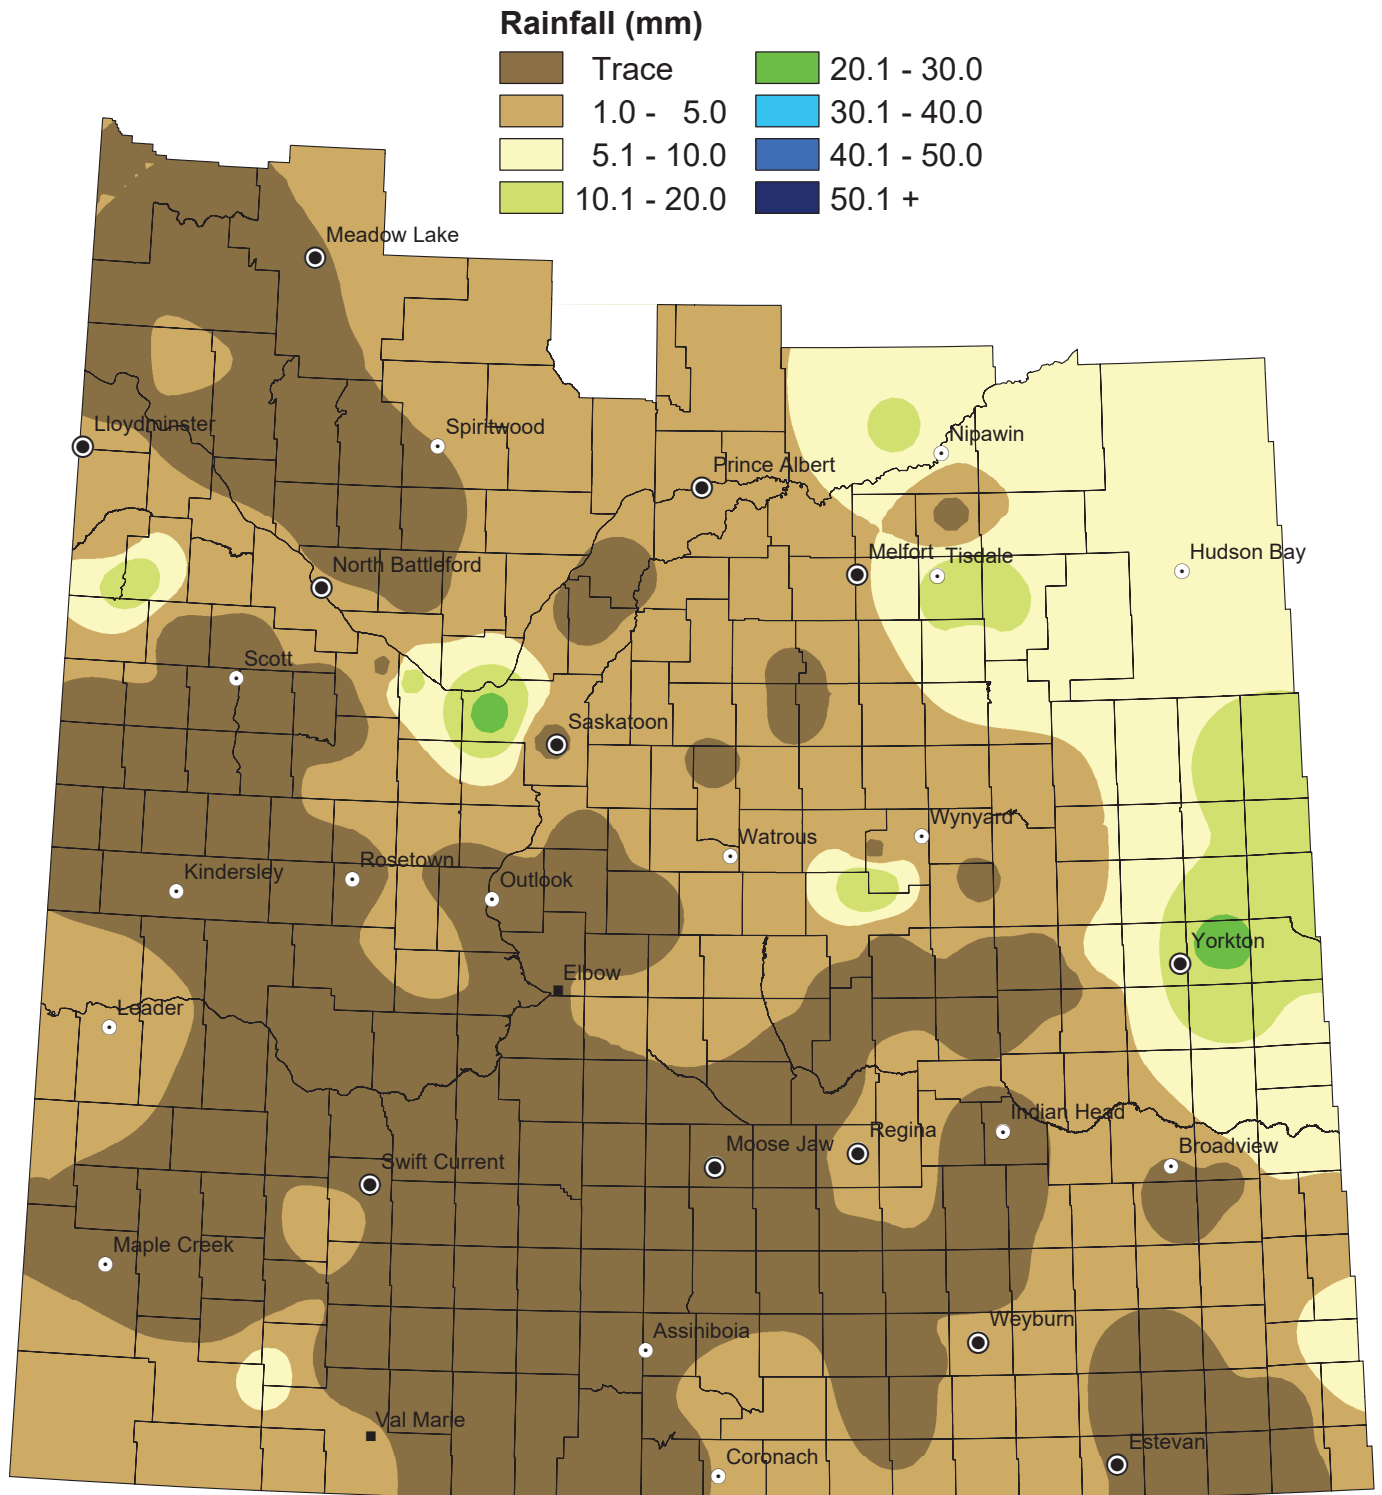 Rainfall (mm)
Trace
20.1 - 30.0
1.0 - 5.0
30.1 - 40.0
5.1 - 10.0
40.1 - 50.0
10.1 - 20.0
50.1 +
Meadow Lake
Lloydminster
Spiritwood
Nipawin
Prince Albert
Melfort
Tisdale
Hudson Bay
North Battleford
Scott
Saskatoon
Wynyard
Watrous
Rosetown
Kindersley
Outlook
Yorkton
Elbow
Leader
Indian Head
Regina
Moose Jaw
Broadview
Swift Current
Maple Creek
Weyburn
Assiniboia
Val Marie
Estevan
Coronach